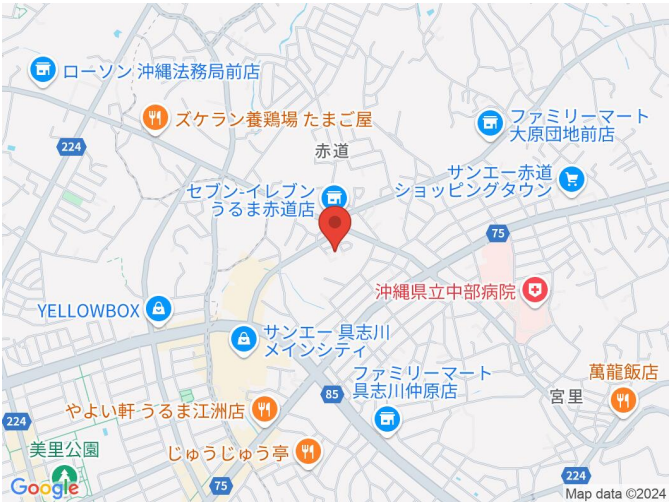 ローソン 沖縄法務局前店
ズケラン養鶏場 たまご屋
ファミリーマート
大原団地前店
224
赤道
サンエー赤道
ショッピングタウン
セブン-イレブン
うるま赤道店
75
沖縄県立中部病院
YELLOWBOX
サンエー 具志川
メインシティ
ファミリーマート
具志川仲原店
萬龍飯店
85
宮里
やよい軒 うるま江洲店
224
美里公園
じゅうじゅう亭
224
75
Google
Map data ©2024